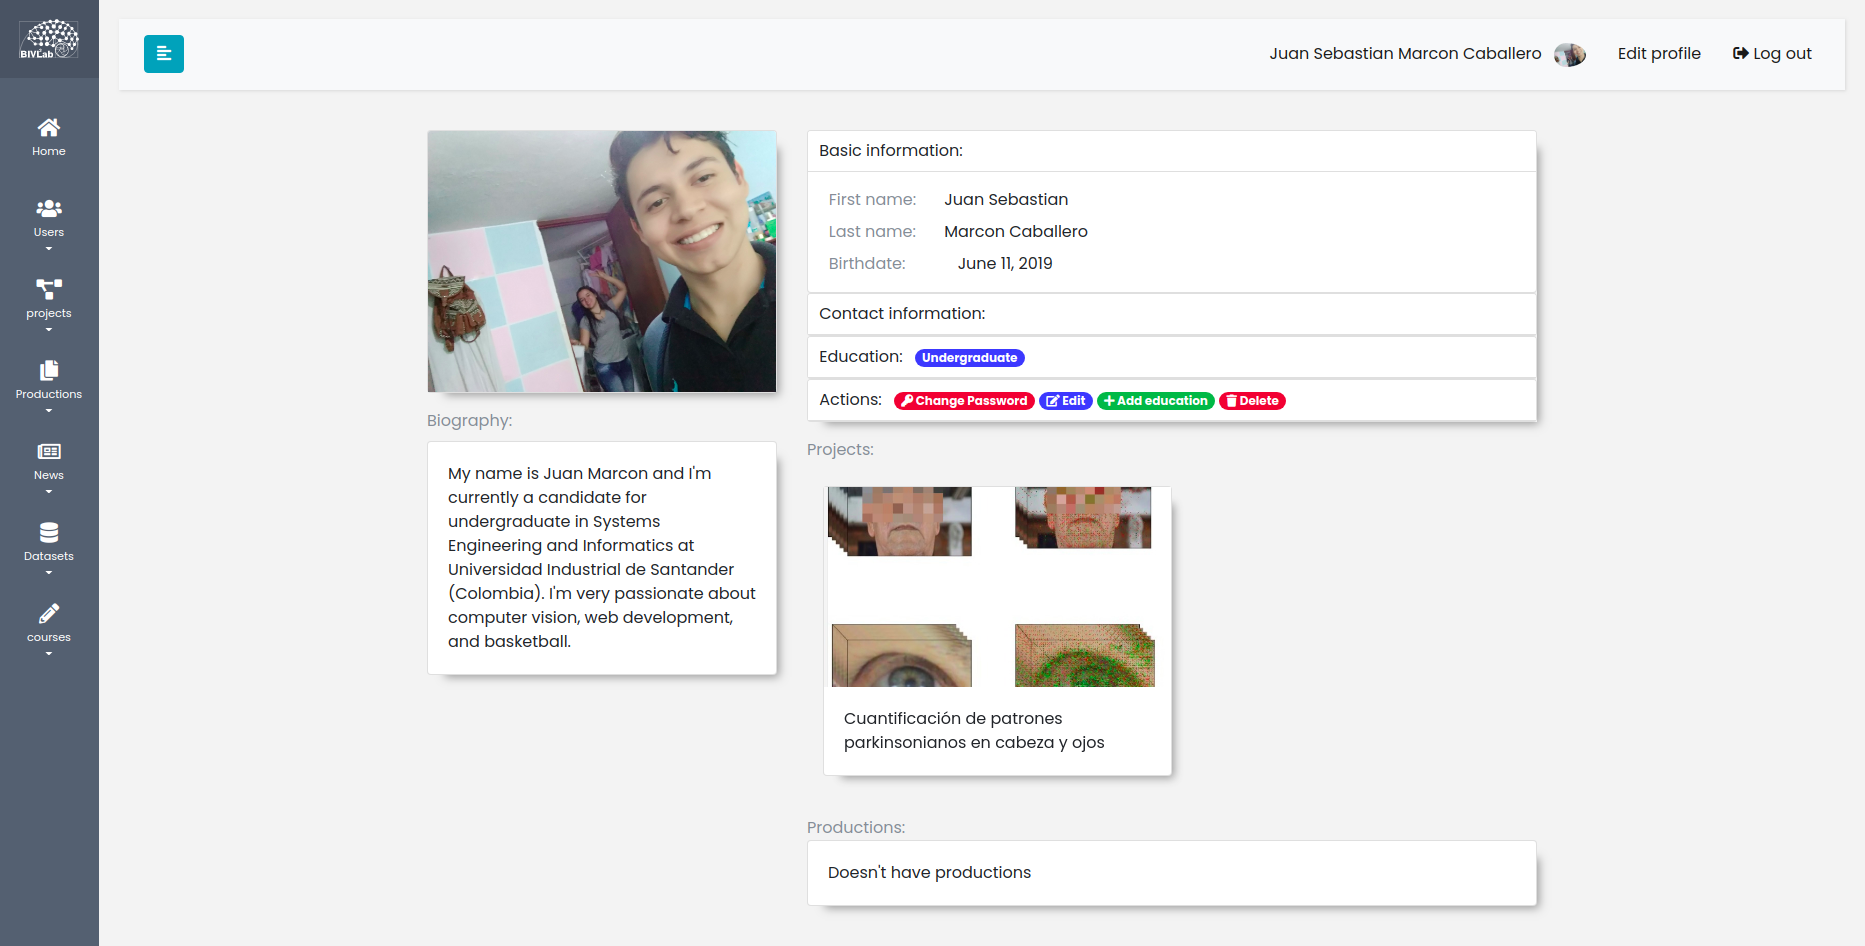 BIVLab
Juan Sebastian Marcon Caballero
Edit profile
Log out
Home
Users
projects
Productions
News
Datasets
courses
Biography:
My name is Juan Marcon and I'm
currently a candidate for
undergraduate in Systems
Engineering and Informatics at
Universidad Industrial de Santander
(Colombia). I'm very passionate about
computer vision, web development,
and basketball.
Basic information:
First name: Juan Sebastian
Last name: Marcon Caballero
Birthdate: June 11, 2019
Contact information:
Education: Undergraduate
Actions: Change Password Edit Add education Delete
Projects:
Cuantificación de patrones
parkinsonianos en cabeza y ojos
Productions:
Doesn't have productions